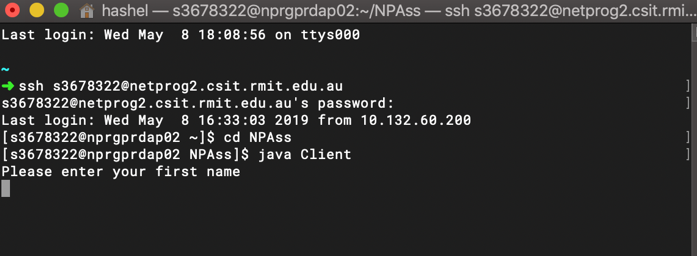 hashel — s3678322@nprgprdap02:~/NPAss — ssh s3678322@netprog2.csit.rmi...
Last login: Wed May  8 18:08:56 on ttys000
~
➜ ssh s3678322@netprog2.csit.rmit.edu.au
s3678322@netprog2.csit.rmit.edu.au's password:
Last login: Wed May  8 16:33:03 2019 from 10.132.60.200
[s3678322@nprgprdap02 ~]$ cd NPAss
[s3678322@nprgprdap02 NPAss]$ java Client
Please enter your first name